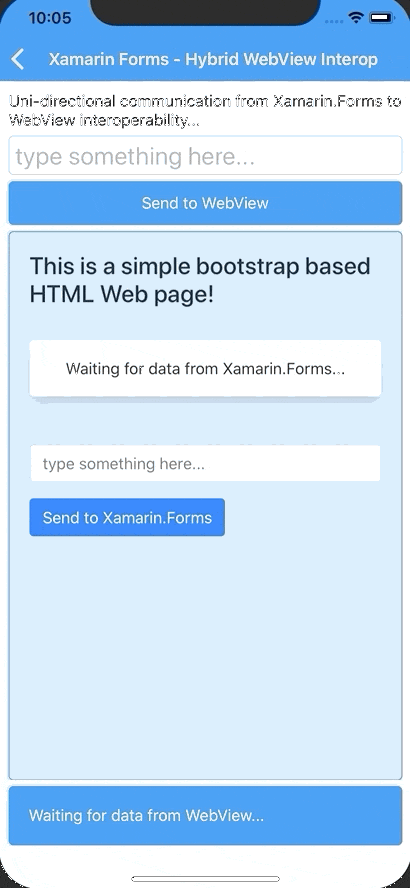 10:05
Xamarin Forms - Hybrid WebView Interop
Uni-directional communication from Xamarin.Forms to
WebView interoperability...
type something here...
Send to WebView
This is a simple bootstrap based
HTML Web page!
Waiting for data from Xamarin.Forms...
type something here...
Send to Xamarin.Forms
Waiting for data from WebView...